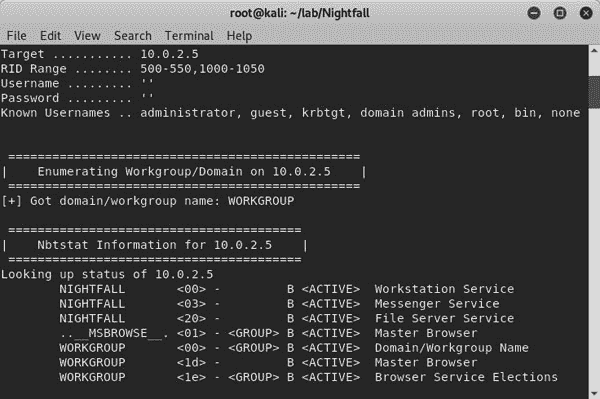 root@kali: ~/lab/Nightfall
File Edit View Search Terminal Help
Target ........... 10.0.2.5
RID Range ........ 500-550,1000-1050
Username ......... ''
Password ......... ''
Known Usernames .. administrator, guest, krbtgt, domain admins, root, bin, none
================================================
|    Enumerating Workgroup/Domain on 10.0.2.5    |
================================================
[+] Got domain/workgroup name: WORKGROUP
========================================
|    Nbtstat Information for 10.0.2.5    |
========================================
Looking up status of 10.0.2.5
NIGHTFALL       <00> -         B <ACTIVE>  Workstation Service
NIGHTFALL       <03> -         B <ACTIVE>  Messenger Service
NIGHTFALL       <20> -         B <ACTIVE>  File Server Service
..__MSBROWSE__. <01> - <GROUP> B <ACTIVE>  Master Browser
WORKGROUP       <00> - <GROUP> B <ACTIVE>  Domain/Workgroup Name
WORKGROUP       <1d> -         B <ACTIVE>  Master Browser
WORKGROUP       <1e> - <GROUP> B <ACTIVE>  Browser Service Elections